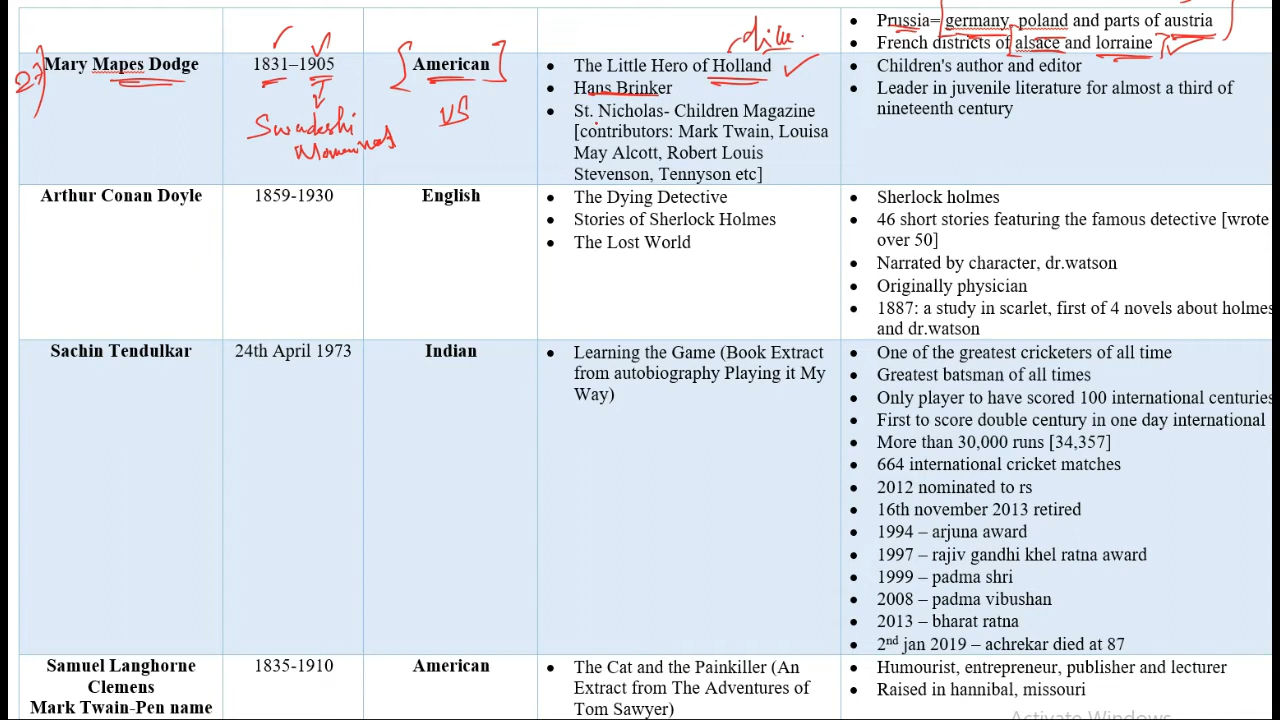 Prussia= germany, poland and parts of austria
French districts of alsace and lorraine
dike.
2)
Mary Mapes Dodge
1831–1905
Swadeshi
Movement
American
US
The Little Hero of Holland
Hans Brinker
St. Nicholas- Children Magazine
[contributors: Mark Twain, Louisa
May Alcott, Robert Louis
Stevenson, Tennyson etc]
Children's author and editor
Leader in juvenile literature for almost a third of
nineteenth century
Arthur Conan Doyle
1859-1930
English
The Dying Detective
Stories of Sherlock Holmes
The Lost World
Sherlock holmes
46 short stories featuring the famous detective [wrote
over 50]
Narrated by character, dr.watson
Originally physician
1887: a study in scarlet, first of 4 novels about holmes
and dr.watson
Sachin Tendulkar
24th April 1973
Indian
Learning the Game (Book Extract
from autobiography Playing it My
Way)
One of the greatest cricketers of all time
Greatest batsman of all times
Only player to have scored 100 international centuries
First to score double century in one day international
More than 30,000 runs [34,357]
664 international cricket matches
2012 nominated to rs
16th november 2013 retired
1994 – arjuna award
1997 – rajiv gandhi khel ratna award
1999 – padma shri
2008 – padma vibushan
2013 – bharat ratna
2nd jan 2019 – achrekar died at 87
Samuel Langhorne
Clemens
Mark Twain-Pen name
1835-1910
American
The Cat and the Painkiller (An
Extract from The Adventures of
Tom Sawyer)
Humourist, entrepreneur, publisher and lecturer
Raised in hannibal, missouri
Activate Windows